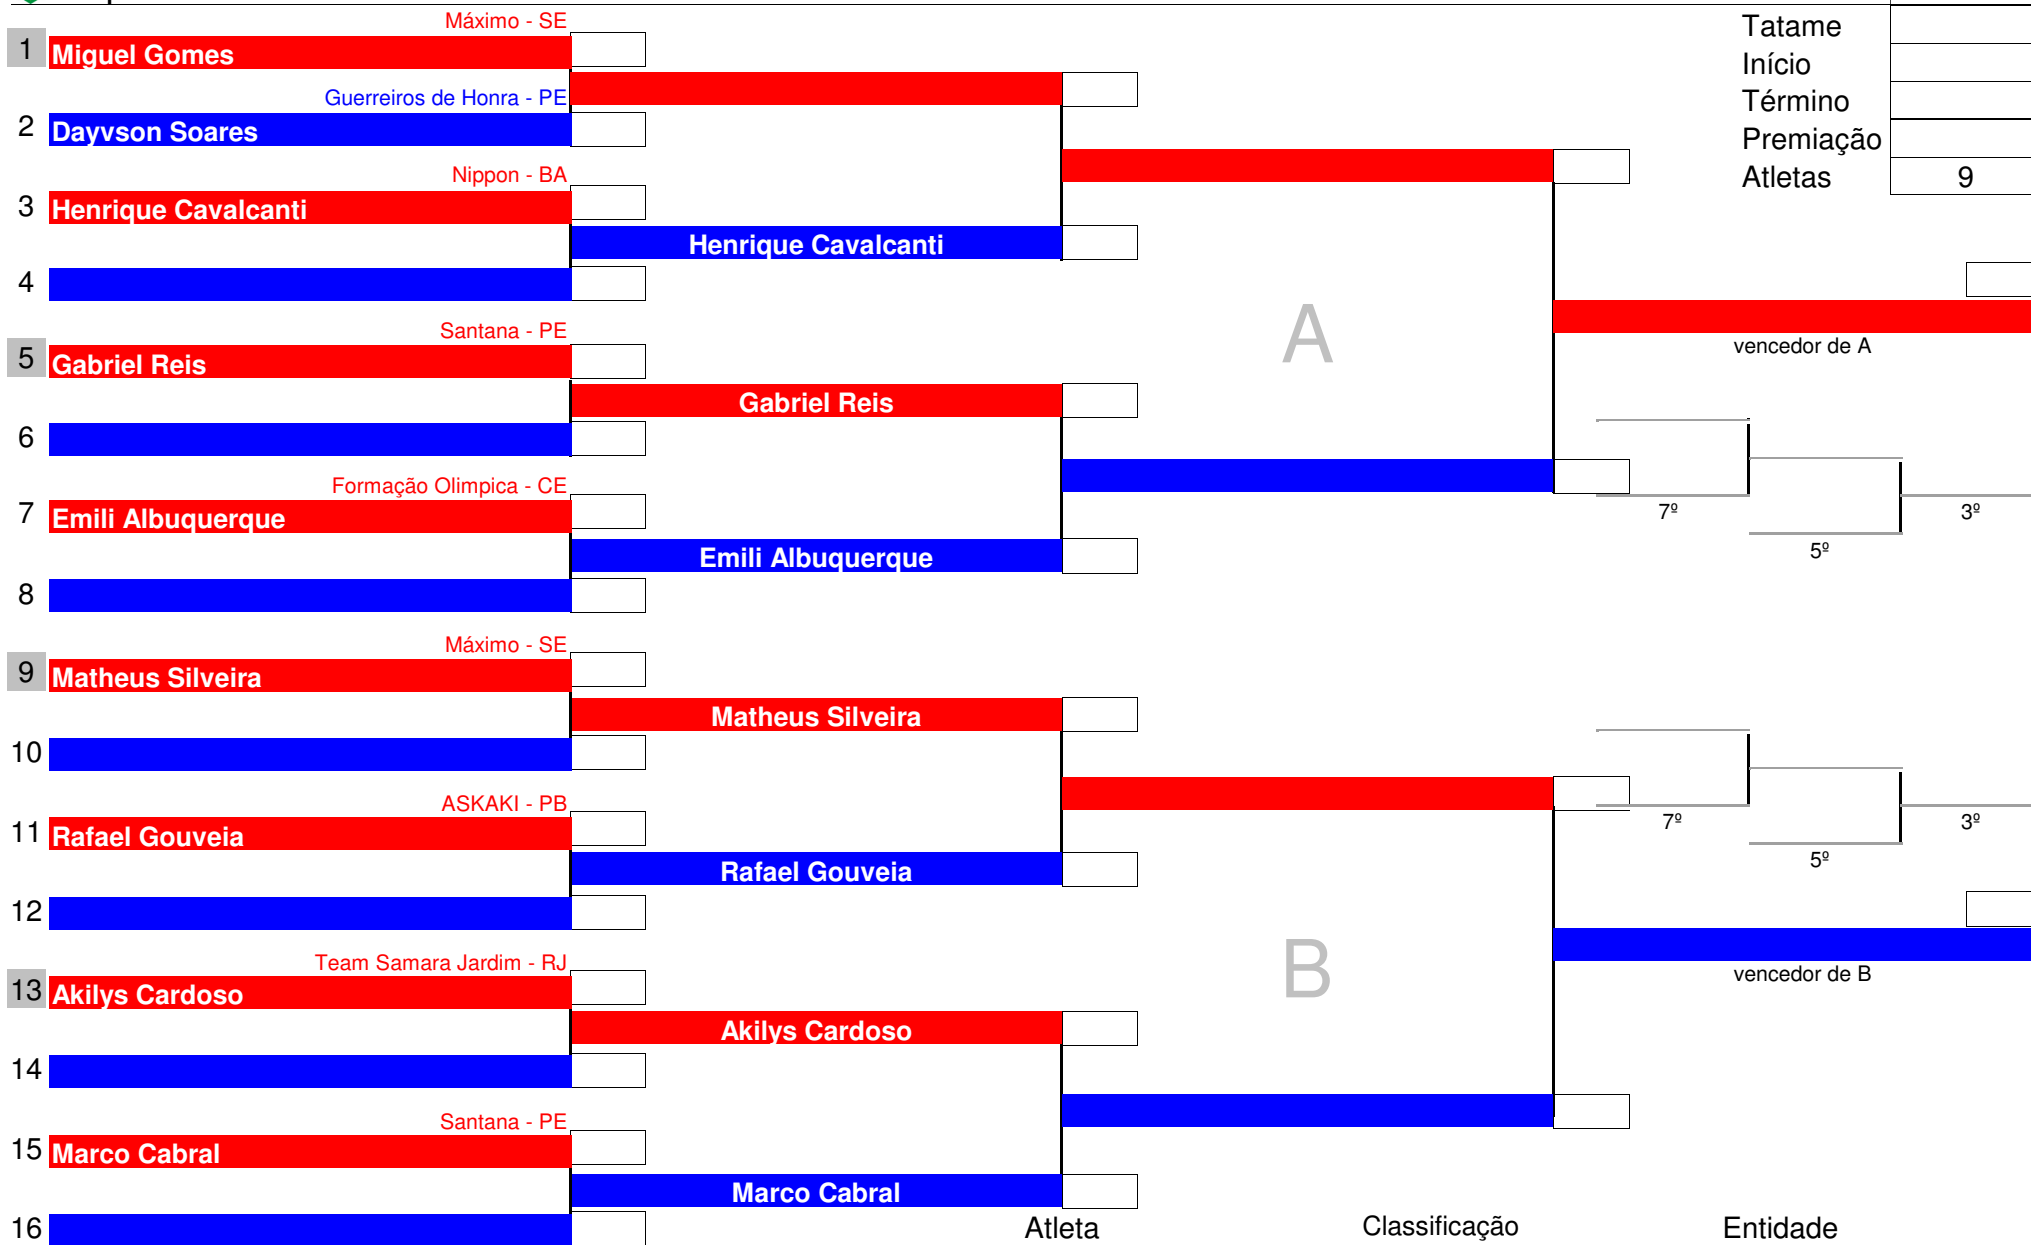 Máximo - SE
1 Miguel Gomes
Guerreiros de Honra - PE
2 Dayvson Soares
Nippon - BA
3 Henrique Cavalcanti
Henrique Cavalcanti
4
Santana - PE
5 Gabriel Reis
Gabriel Reis
6
Formação Olimpica - CE
7 Emili Albuquerque
Emili Albuquerque
8
Máximo - SE
9 Matheus Silveira
Matheus Silveira
10
ASKAKI - PB
11 Rafael Gouveia
Rafael Gouveia
12
Team Samara Jardim - RJ
13 Akilys Cardoso
Akilys Cardoso
14
Santana - PE
15 Marco Cabral
Marco Cabral
16
A
B
Tatame
Início
Término
Premiação
Atletas 9
vencedor de A
7º
3º
5º
7º
3º
5º
vencedor de B
Atleta Classificação Entidade